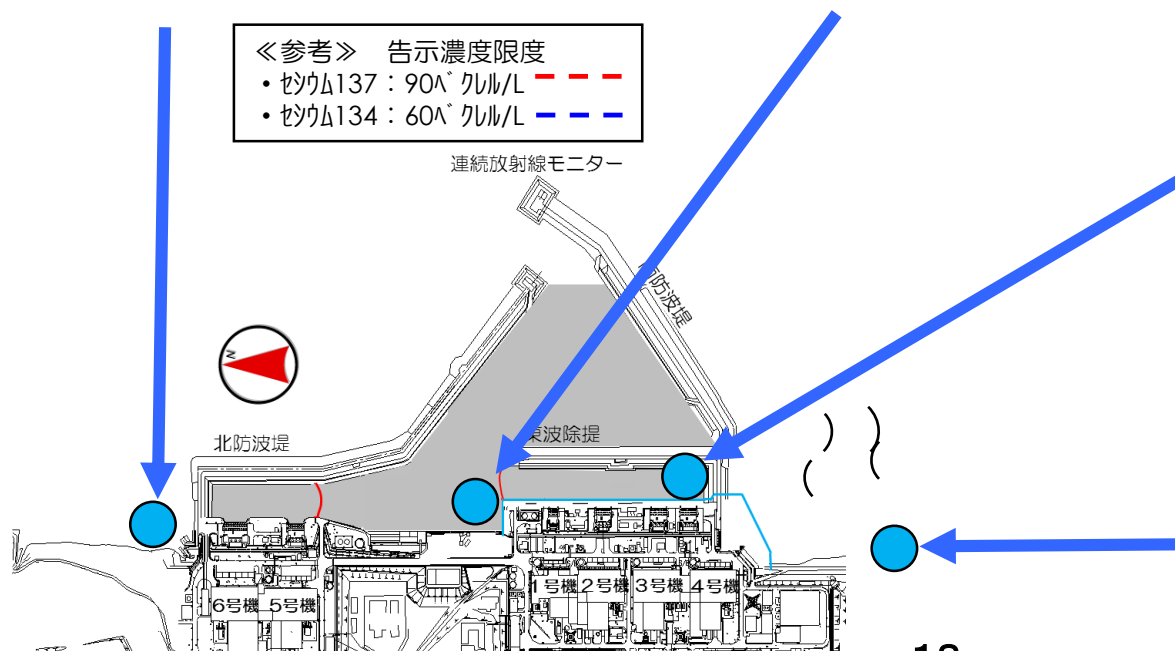 ≪参考≫ 告示濃度限度
・ｾｼｳﾑ137：90ﾍﾞｸﾚﾙ/L
・ｾｼｳﾑ134：60ﾍﾞｸﾚﾙ/L
連続放射線モニター
南防波堤
N
北防波堤
東波除堤
1号機 2号機 3号機 4号機
6号機 5号機